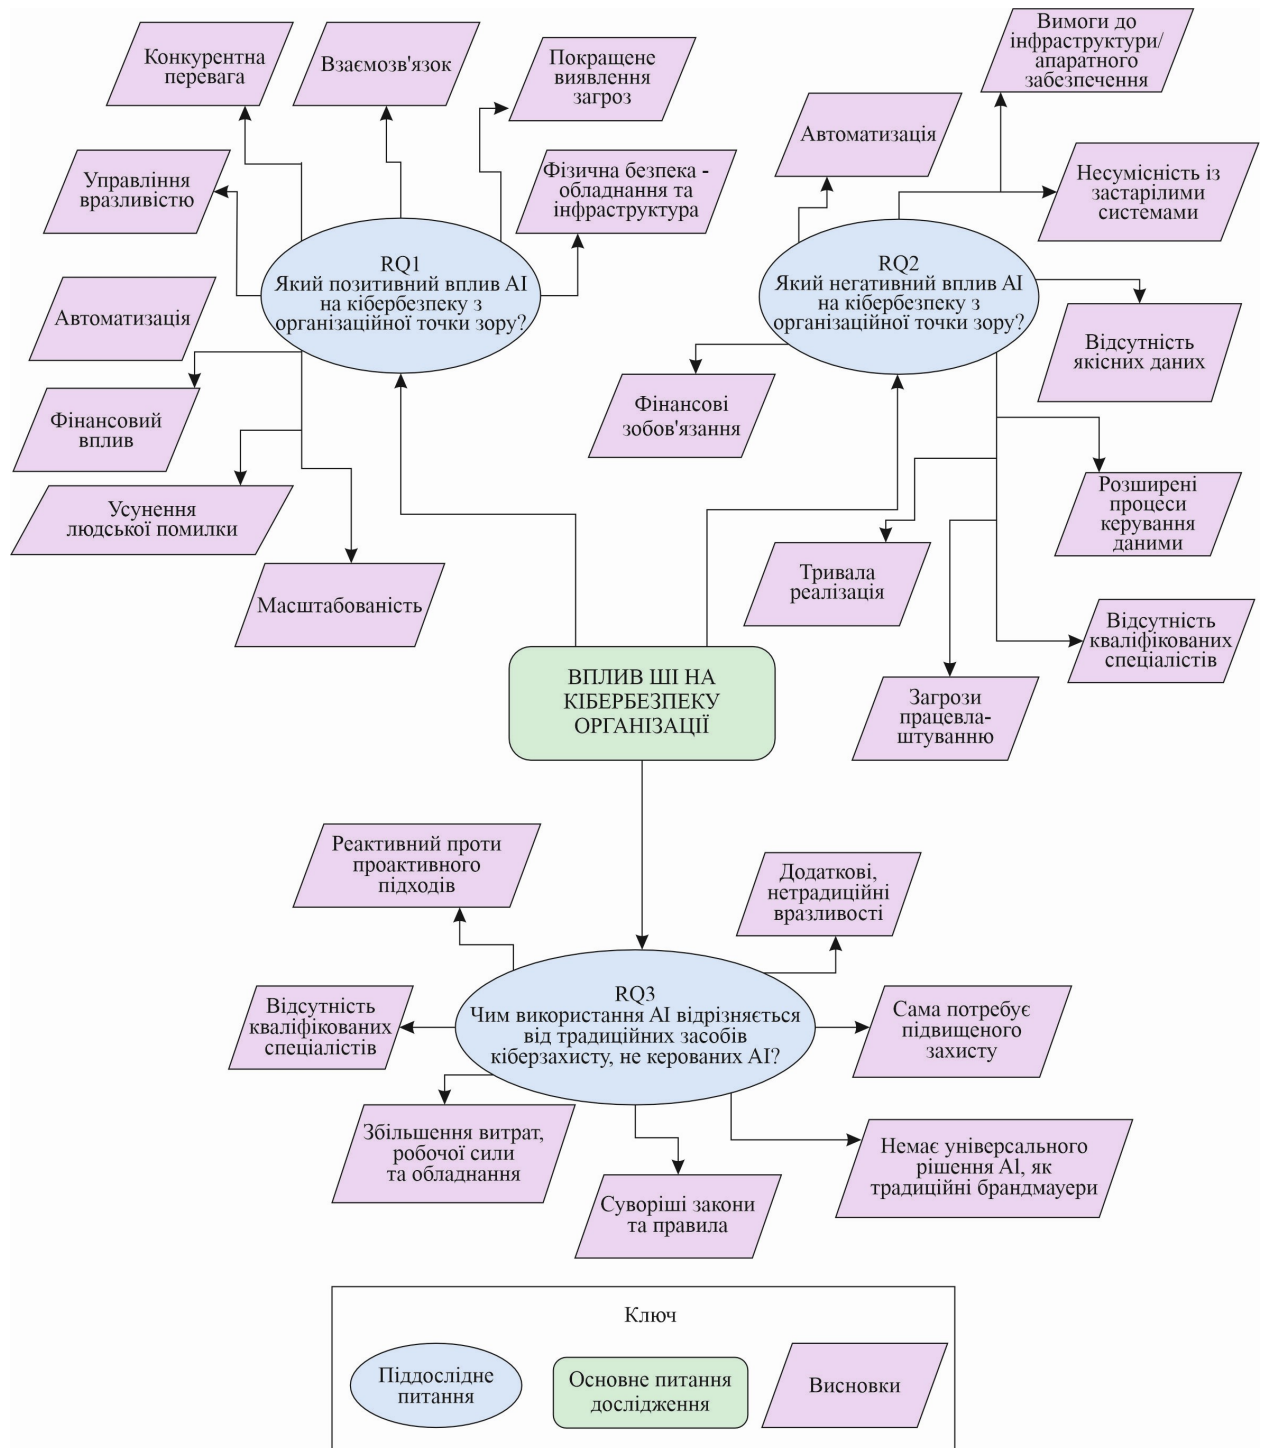 Конкурентна
перевага
Взаємозв'язок
Покращене
виявлення
загроз
Управління
вразливістю
Фізична безпека -
обладнання та
інфраструктура
RQ1
Який позитивний вплив AI
на кібербезпеку з
організаційної точки зору?
Автоматизація
Фінансовий
вплив
Усунення
людської помилки
Масштабованість
Вимоги до
інфраструктури/
апаратного
забезпечення
Автоматизація
Несумісність із
застарілими
системами
RQ2
Який негативний вплив AI
на кібербезпеку з
організаційної точки зору?
Відсутність
якісних даних
Фінансові
зобов'язання
Розширені
процеси
керування
даними
Тривала
реалізація
Відсутність
кваліфікованих
спеціалістів
Загрози
працевла-
штуванню
ВПЛИВ ШІ НА
КІБЕРБЕЗПЕКУ
ОРГАНІЗАЦІЇ
Реактивний проти
проактивного
підходів
Додаткові,
нетрадиційні
вразливості
RQ3
Чим використання AI відрізняється
від традиційних засобів
кіберзахисту, не керованих AI?
Відсутність
кваліфікованих
спеціалістів
Сама потребує
підвищеного
захисту
Збільшення витрат,
робочої сили
та обладнання
Суворіші закони
та правила
Немає універсального
рішення Al, як
традиційні брандмауери
Ключ
Піддослідне
питання
Основне питання
дослідження
Висновки